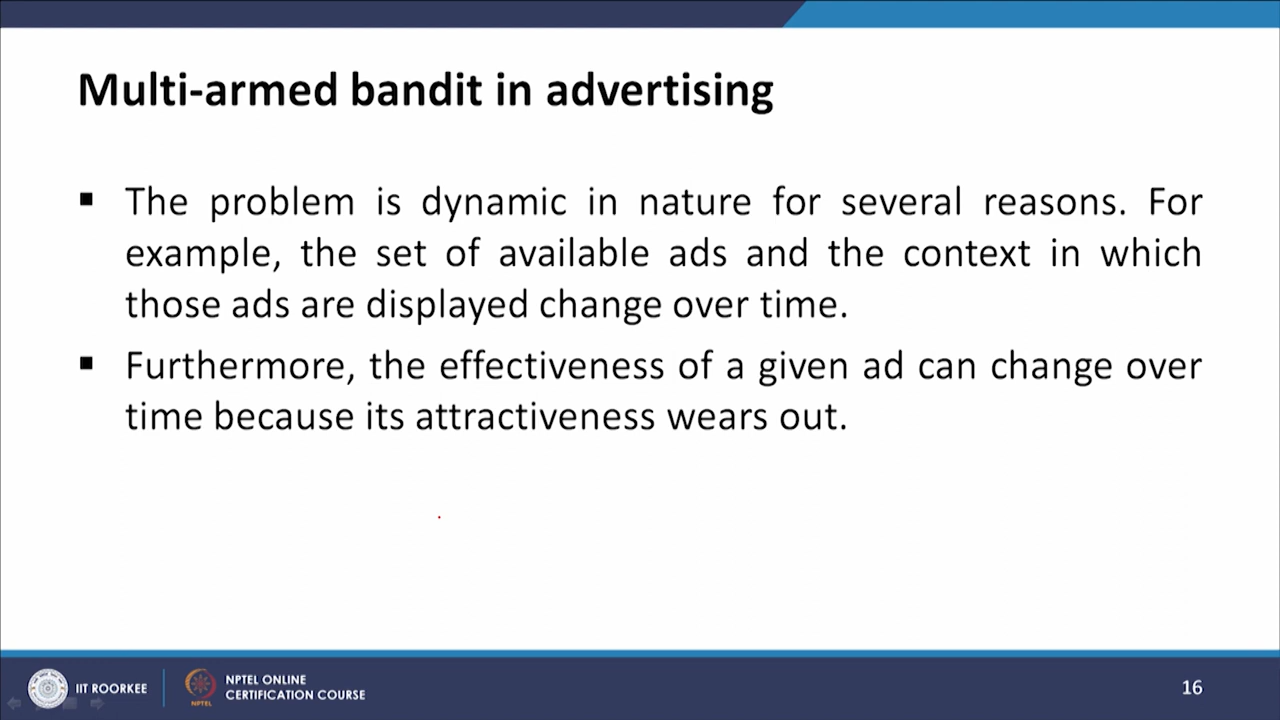 Multi-armed bandit in advertising
▪ The problem is dynamic in nature for several reasons. For
example, the set of available ads and the context in which
those ads are displayed change over time.
▪ Furthermore, the effectiveness of a given ad can change over
time because its attractiveness wears out.
IIT ROORKEE
NPTEL
NPTEL ONLINE
CERTIFICATION COURSE
16